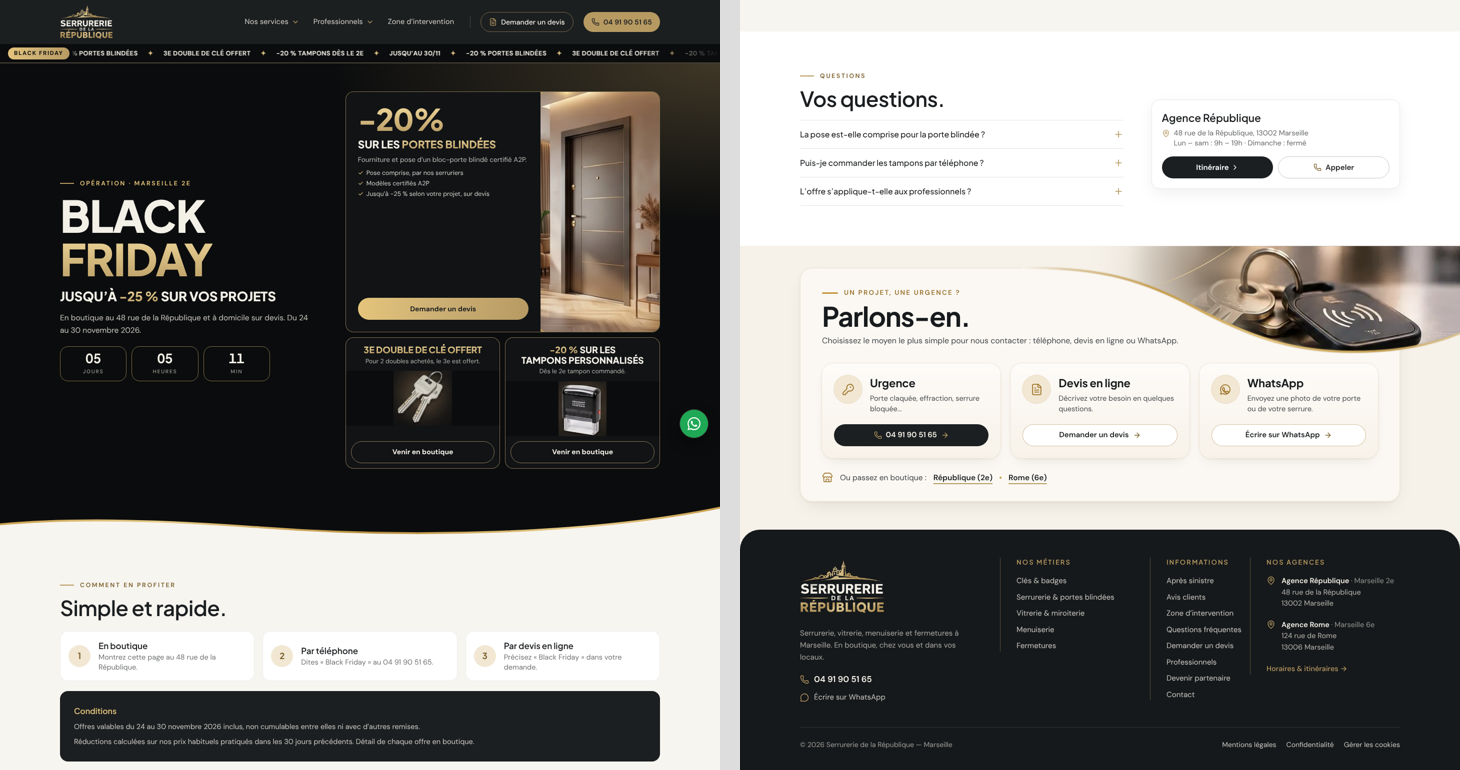 SERRURERIE
DE LA
RÉPUBLIQUE
Nos services
Professionnels
Zone d'intervention
Demander un devis
04 91 90 51 65
BLACK FRIDAY
% PORTES BLINDÉES ✦ 3E DOUBLE DE CLÉ OFFERT ✦ -20 % TAMPONS DÈS LE 2E ✦ JUSQU'AU 30/11 ✦ -20 % PORTES BLINDÉES ✦ 3E DOUBLE DE CLÉ OFFERT ✦ -20 %
OPÉRATION · MARSEILLE 2E
BLACK
FRIDAY
JUSQU'À -25 % SUR VOS PROJETS
En boutique au 48 rue de la République et à domicile sur devis. Du 24
au 30 novembre 2026.
05
JOURS
05
HEURES
11
MIN
-20%
SUR LES PORTES BLINDÉES
Fourniture et pose d'un bloc-porte blindé certifié A2P.
✓ Pose comprise, par nos serruriers
✓ Modèles certifiés A2P
✓ Jusqu'à -25 % selon votre projet, sur devis
Demander un devis
3E DOUBLE DE CLÉ OFFERT
Pour 2 doubles achetés, le 3e est offert.
Venir en boutique
-20 % SUR LES
TAMPONS PERSONNALISÉS
Dès le 2e tampon commandé.
Venir en boutique
COMMENT EN PROFITER
Simple et rapide.
1
En boutique
Montrez cette page au 48 rue de la
République.
2
Par téléphone
Dites « Black Friday » au 04 91 90 51 65.
3
Par devis en ligne
Précisez « Black Friday » dans votre
demande.
Conditions
Offres valables du 24 au 30 novembre 2026 inclus, non cumulables entre elles ni avec d'autres remises.
Réductions calculées sur nos prix habituels pratiqués dans les 30 jours précédents. Détail de chaque offre en boutique.
QUESTIONS
Vos questions.
La pose est-elle comprise pour la porte blindée ?
Puis-je commander les tampons par téléphone ?
L'offre s'applique-t-elle aux professionnels ?
Agence République
48 rue de la République, 13002 Marseille
Lun – sam : 9h – 19h · Dimanche : fermé
Itinéraire
Appeler
UN PROJET, UNE URGENCE ?
Parlons-en.
Choisissez le moyen le plus simple pour nous contacter : téléphone, devis en ligne ou WhatsApp.
Urgence
Porte claquée, effraction, serrure
bloquée…
04 91 90 51 65 →
Devis en ligne
Décrivez votre besoin en quelques
questions.
Demander un devis →
WhatsApp
Envoyez une photo de votre porte
ou de votre serrure.
Écrire sur WhatsApp →
Ou passez en boutique : République (2e) • Rome (6e)
SERRURERIE
DE LA
RÉPUBLIQUE
Serrurerie, vitrerie, menuiserie et fermetures à
Marseille. En boutique, chez vous et dans vos
locaux.
04 91 90 51 65
Écrire sur WhatsApp
NOS MÉTIERS
Clés & badges
Serrurerie & portes blindées
Vitrerie & miroiterie
Menuiserie
Fermetures
INFORMATIONS
Après sinistre
Avis clients
Zone d'intervention
Questions fréquentes
Demander un devis
Professionnels
Devenir partenaire
Contact
NOS AGENCES
Agence République · Marseille 2e
48 rue de la République
13002 Marseille
Agence Rome · Marseille 6e
124 rue de Rome
13006 Marseille
Horaires & itinéraires →
© 2026 Serrurerie de la République — Marseille
Mentions légales
Confidentialité
Gérer les cookies